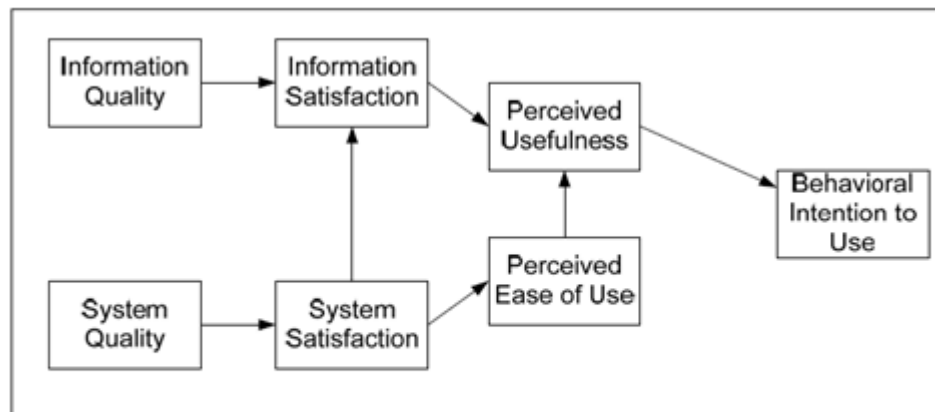 Information
Quality
Information
Satisfaction
Perceived
Usefulness
Behavioral
Intention to
Use
System
Quality
System
Satisfaction
Perceived
Ease of Use